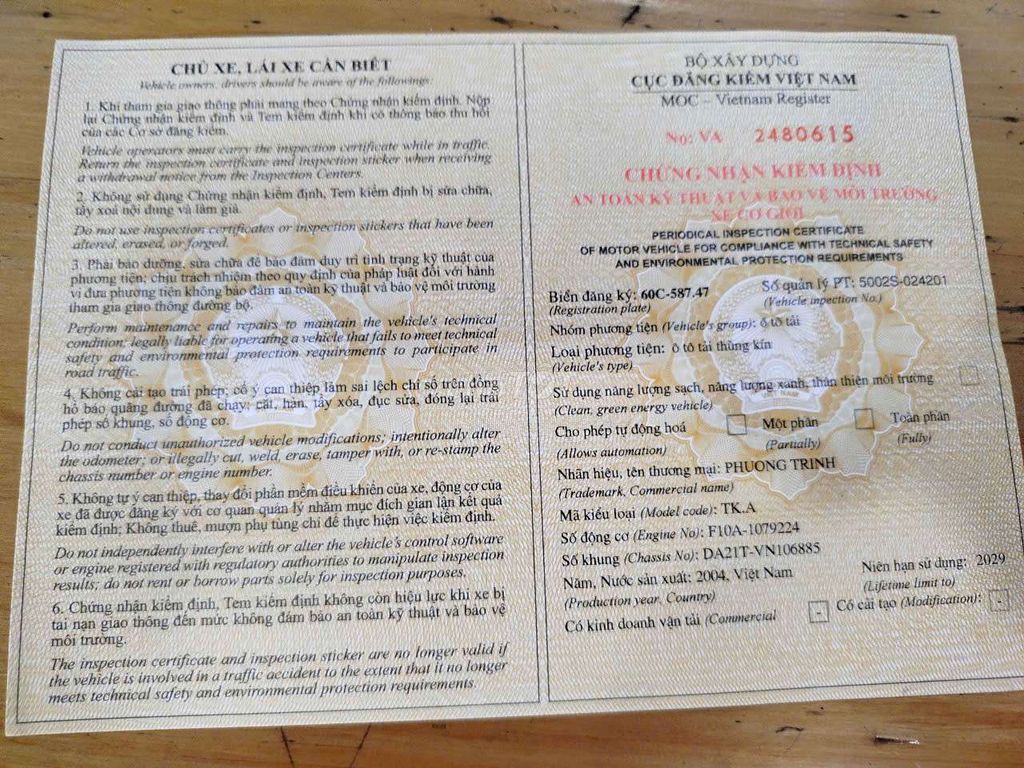 CHỦ XE, LÁI XE CẦN BIẾT
Vehicle owners, drivers should be aware of the followings:
1. Khi tham gia giao thông phải mang theo Chứng nhận kiểm định. Nộp
lại Chứng nhận kiểm định và Tem kiểm định khi có thông báo thu hồi
của các Cơ sở đăng kiểm.
Vehicle operators must carry the inspection certificate while in traffic.
Return the inspection certificate and inspection sticker when receiving
a withdrawal notice from the Inspection Centers.
2. Không sử dụng Chứng nhận kiểm định, Tem kiểm định bị sửa chữa,
tẩy xoá nội dung và làm giả.
Do not use inspection certificates or inspection stickers that have been
altered, erased, or forged.
3. Phải bảo dưỡng, sửa chữa để bảo đảm duy trì tình trạng kỹ thuật của
phương tiện; chịu trách nhiệm theo quy định của pháp luật đối với hành
vi đưa phương tiện không bảo đảm an toàn kỹ thuật và bảo vệ môi trường
tham gia giao thông đường bộ.
Perform maintenance and repairs to maintain the vehicle's technical
condition; legally liable for operating a vehicle that fails to meet technical
safety and environmental protection requirements to participate in
road traffic.
4. Không cải tạo trái phép; cố ý can thiệp làm sai lệch chỉ số trên đồng
hồ báo quãng đường đã chạy; cắt, hàn, tẩy xóa, đục sửa, đóng lại trái
phép số khung, số động cơ.
Do not conduct unauthorized vehicle modifications; intentionally alter
the odometer; or illegally cut, weld, erase, tamper with, or re-stamp the
chassis number or engine number.
5. Không tự ý can thiệp, thay đổi phần mềm điều khiển của xe, động cơ của
xe đã được đăng ký với cơ quan quản lý nhằm mục đích gian lận kết quả
kiểm định; Không thuê, mượn phụ tùng chỉ để thực hiện việc kiểm định.
Do not independently interfere with or alter the vehicle's control software
or engine registered with regulatory authorities to manipulate inspection
results; do not rent or borrow parts solely for inspection purposes.
6. Chứng nhận kiểm định, Tem kiểm định không còn hiệu lực khi xe bị
tai nạn giao thông đến mức không đảm bảo an toàn kỹ thuật và bảo vệ
môi trường.
The inspection certificate and inspection sticker are no longer valid if
the vehicle is involved in a traffic accident to the extent that it no longer
meets technical safety and environmental protection requirements.
BỘ XÂY DỰNG
CỤC ĐĂNG KIỂM VIỆT NAM
MOC – Vietnam Register
No: VA 2480615
CHỨNG NHẬN KIỂM ĐỊNH
AN TOÀN KỸ THUẬT VÀ BẢO VỆ MÔI TRƯỜNG
XE CƠ GIỚI
PERIODICAL INSPECTION CERTIFICATE
OF MOTOR VEHICLE FOR COMPLIANCE WITH TECHNICAL SAFETY
AND ENVIRONMENTAL PROTECTION REQUIREMENTS
Biển đăng ký: 60C-587.47 Số quản lý PT: 5002S-024201
(Registration plate) (Vehicle inpection No.)
Nhóm phương tiện (Vehicle's group): ô tô tải
Loại phương tiện: ô tô tải thùng kín
(Vehicle's type)
Sử dụng năng lượng sạch, năng lượng xanh, thân thiện môi trường
(Clean, green energy vehicle)
Cho phép tự động hoá Một phần Toàn phần
(Allows automation) (Partially) (Fully)
Nhãn hiệu, tên thương mại: PHUONG TRINH
(Trademark, Commercial name)
Mã kiểu loại (Model code): TK.A
Số động cơ (Engine No): F10A-1079224
Số khung (Chassis No): DA21T-VN106885
Năm, Nước sản xuất: 2004, Việt Nam Niên hạn sử dụng: 2029
(Production year, Country) (Lifetime limit to)
Có kinh doanh vận tải (Commercial - Có cải tạo (Modification): -